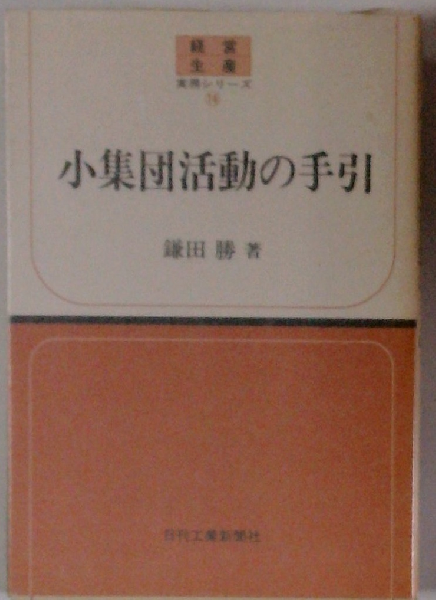 経営
生産
実務シリーズ
16
小集団活動の手引
鎌田 勝 著
日刊工業新聞社